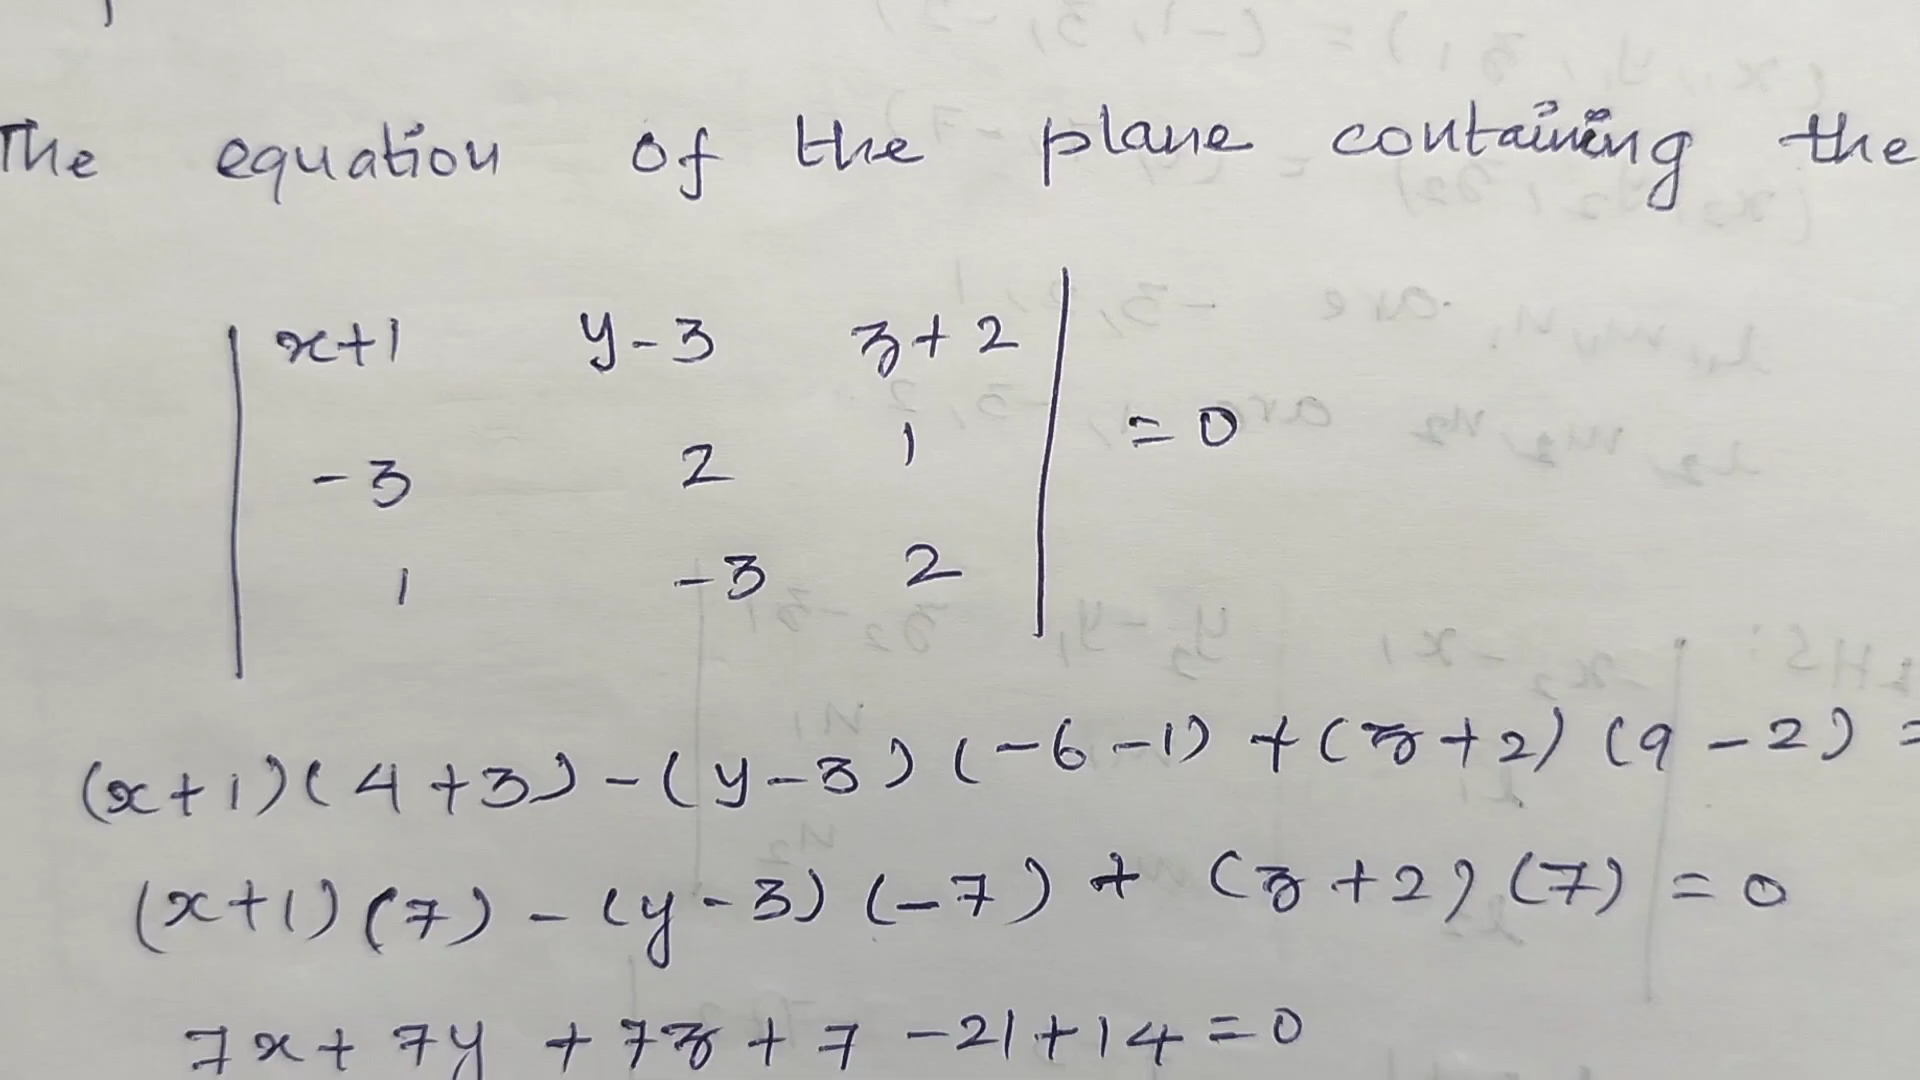 The equation of the plane containing the
| x+1 y-3 z+2 |
| -3 2 1 | = 0
| 1 -3 2 |
(x+1)(4+3)-(y-3)(-6-1)+(z+2)(9-2)=
(x+1)(7)-(y-3)(-7)+(z+2)(7)=0
7x+7y+7z+7-21+14=0